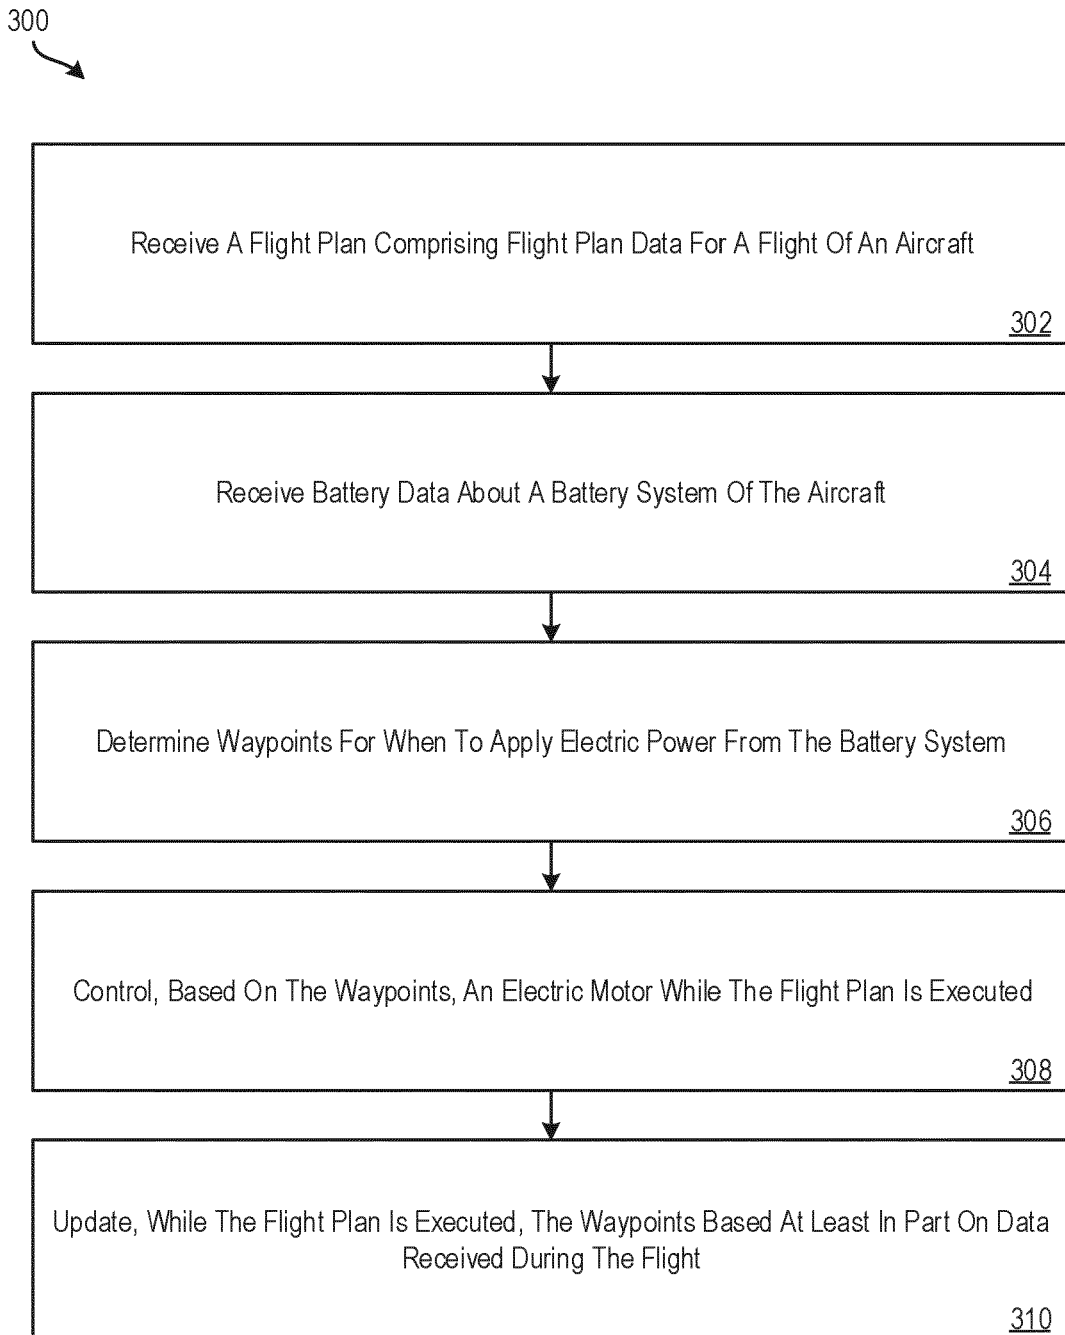 300
Receive A Flight Plan Comprising Flight Plan Data For A Flight Of An Aircraft
302
Receive Battery Data About A Battery System Of The Aircraft
304
Determine Waypoints For When To Apply Electric Power From The Battery System
306
Control, Based On The Waypoints, An Electric Motor While The Flight Plan Is Executed
308
Update, While The Flight Plan Is Executed, The Waypoints Based At Least In Part On Data
Received During The Flight
310